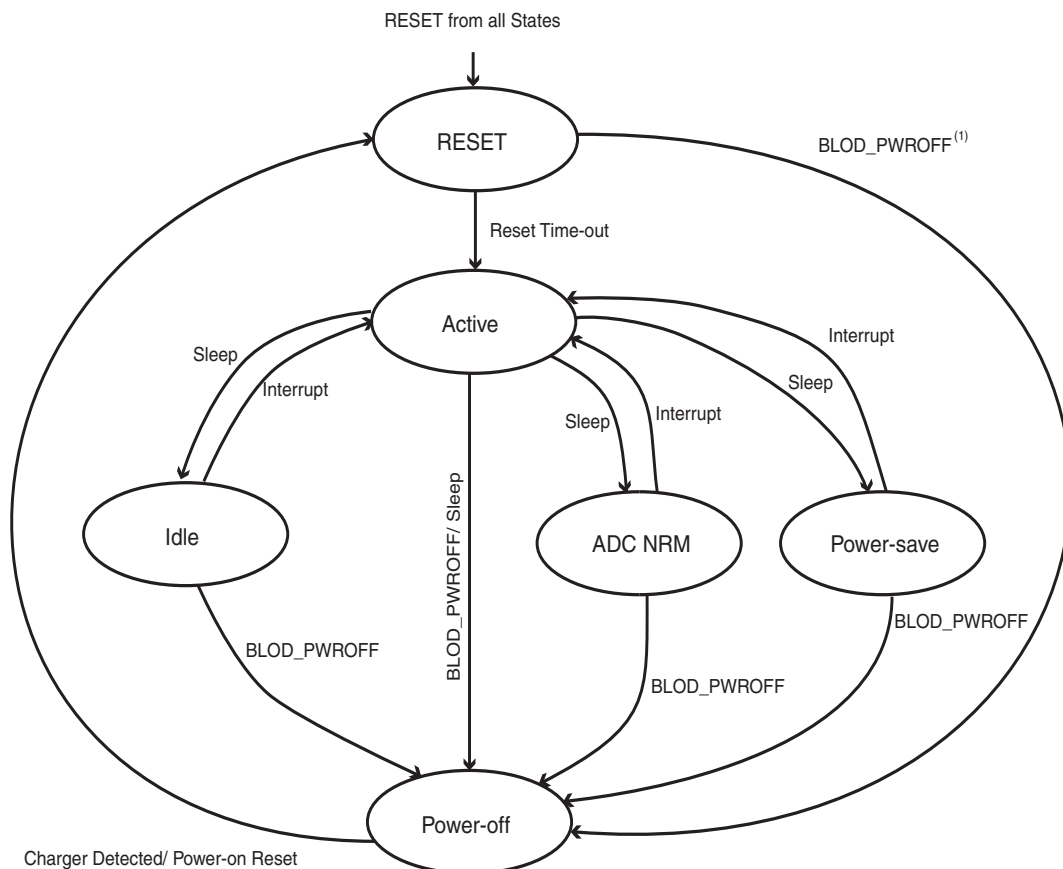 RESET from all States
RESET
BLOD_PWROFF(1)
Reset Time-out
Active
Sleep
Interrupt
Sleep
Interrupt
Interrupt
Sleep
BLOD_PWROFF/ Sleep
Idle
ADC NRM
Power-save
BLOD_PWROFF
BLOD_PWROFF
BLOD_PWROFF
Power-off
Charger Detected/ Power-on Reset